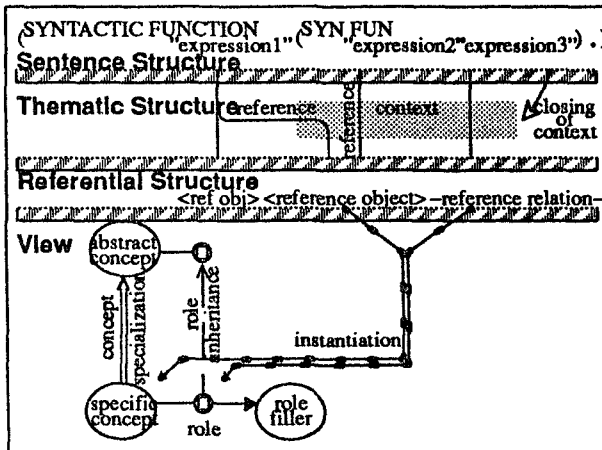 (SYNTACTIC FUNCTION "expression1" (SYN FUN "expression2" "expression3") .
Sentence Structure
Thematic Structure
reference
reference
context
closing of context
Referential Structure
<ref obj> <reference object> –reference relation–
View
abstract concept
concept specialization
role inheritance
instantiation
specific concept
role
role filler